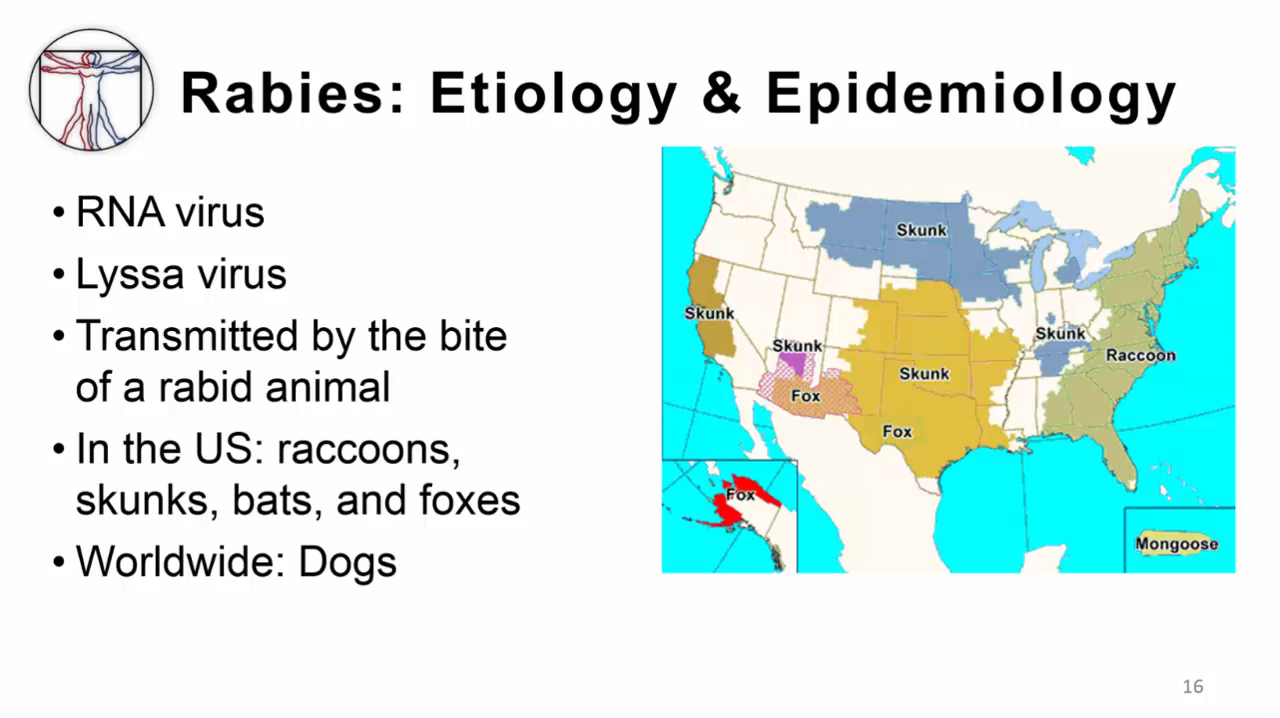 Rabies: Etiology & Epidemiology
• RNA virus
• Lyssa virus
• Transmitted by the bite
of a rabid animal
• In the US: raccoons,
skunks, bats, and foxes
• Worldwide: Dogs
Skunk
Skunk
Skunk
Skunk
Raccoon
Skunk
Fox
Skunk
Fox
Fox
Mongoose
16